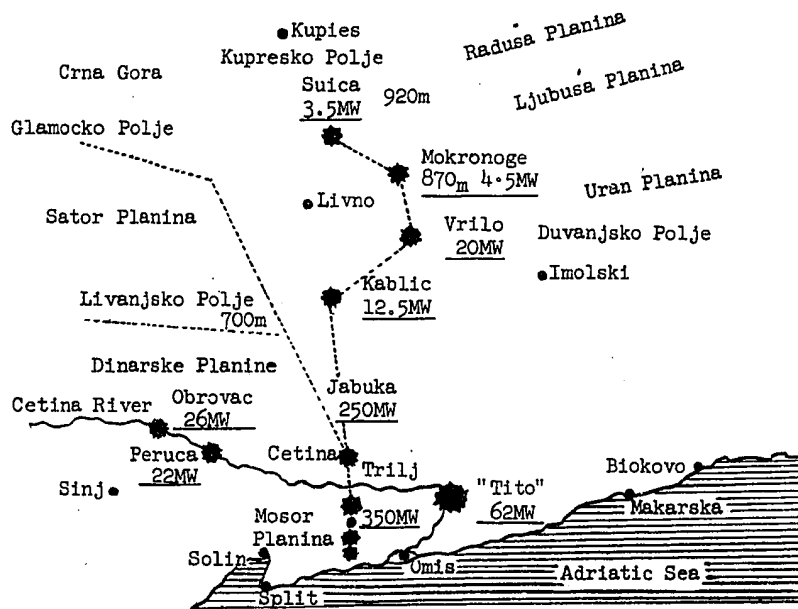 Kupies
Kupresko Polje
Raduša Planina
Crna Gora
Suica
3.5MW
920m
Ljubuša Planina
Glamocko Polje
Mokronoge
870m 4.5MW
Uran Planina
Livno
Sator Planina
Vrilo
20MW
Duvanjsko Polje
Imolski
Kablic
12.5MW
Livanjsko Polje
700m
Dinarske Planine
Jabuka
250MW
Obrovac
26MW
Cetina River
Peruca
22MW
Cetina
Trilj
Sinj
"Tito"
62MW
Biokovo
Makarska
350MW
Mosor
Planina
Solin
Omis
Adriatic Sea
Split